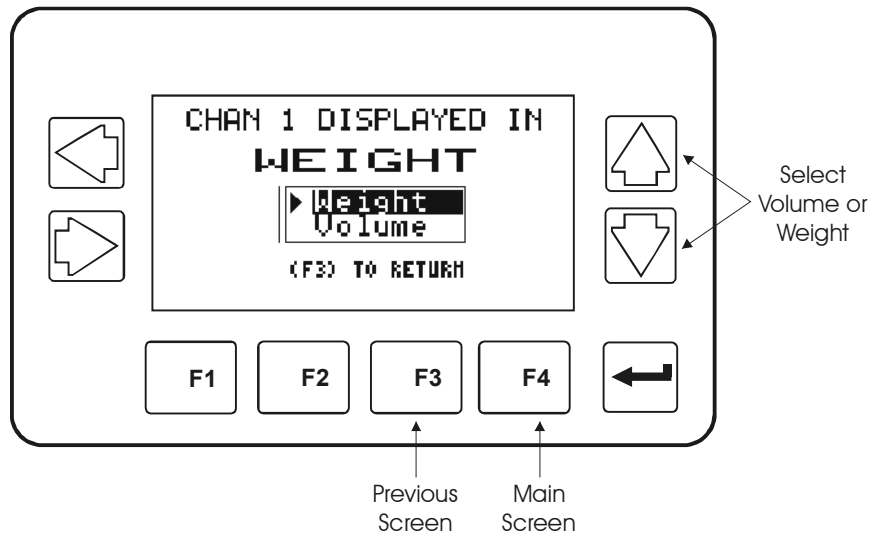 CHAN 1 DISPLAYED IN
WEIGHT
Weight
Volume
(F3) TO RETURN
Select
Volume or
Weight
F1
F2
F3
F4
Previous
Screen
Main
Screen